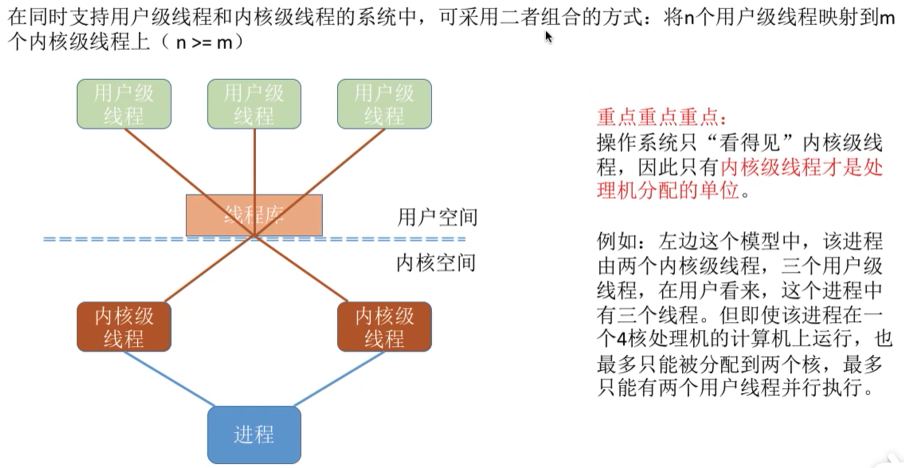 在同时支持用户级线程和内核级线程的系统中，可采用二者组合的方式：将n个用户级线程映射到m
个内核级线程上（ n >= m）
用户级
线程
用户级
线程
用户级
线程
线程库
用户空间
内核空间
内核级
线程
内核级
线程
进程
重点重点重点：
操作系统只“看得见”内核级线
程，因此只有内核级线程才是处
理机分配的单位。
例如：左边这个模型中，该进程
由两个内核级线程，三个用户级
线程，在用户看来，这个进程中
有三个线程。但即使该进程在一
个4核处理机的计算机上运行，也
最多只能被分配到两个核，最多
只能有两个用户线程并行执行。